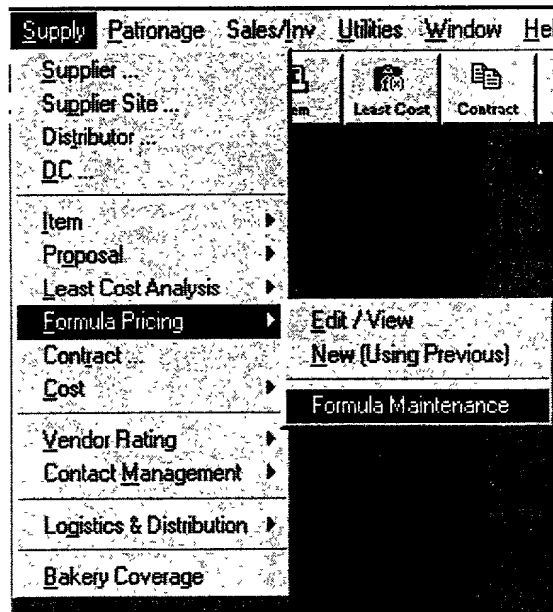 Supply Patronage Sales/Inv Utilities Window
Supplier ...
Supplier Site ...
Distributor ...
DC ...
Least Cost
Contract
Item
Proposal
Least Cost Analysis
Formula Pricing
Contract ...
Cost
Vendor Rating
Contact Management
Logistics & Distribution
Bakery Coverage
Edit / View
New (Using Previous)
Formula Maintenance